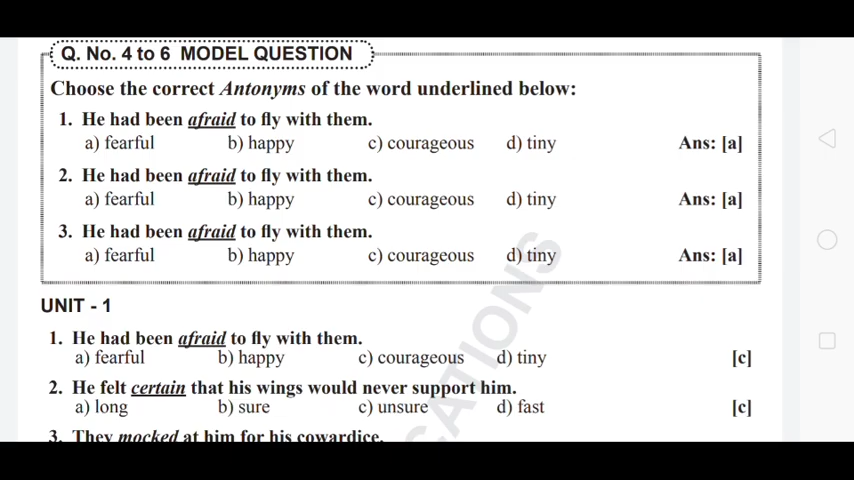 Q. No. 4 to 6 MODEL QUESTION
Choose the correct Antonyms of the word underlined below:
1. He had been afraid to fly with them.
a) fearful b) happy c) courageous d) tiny Ans: [a]
2. He had been afraid to fly with them.
a) fearful b) happy c) courageous d) tiny Ans: [a]
3. He had been afraid to fly with them.
a) fearful b) happy c) courageous d) tiny Ans: [a]
UNIT - 1
1. He had been afraid to fly with them.
a) fearful b) happy c) courageous d) tiny [c]
2. He felt certain that his wings would never support him.
a) long b) sure c) unsure d) fast [c]
3. They mocked at him for his cowardice.
CATIONS